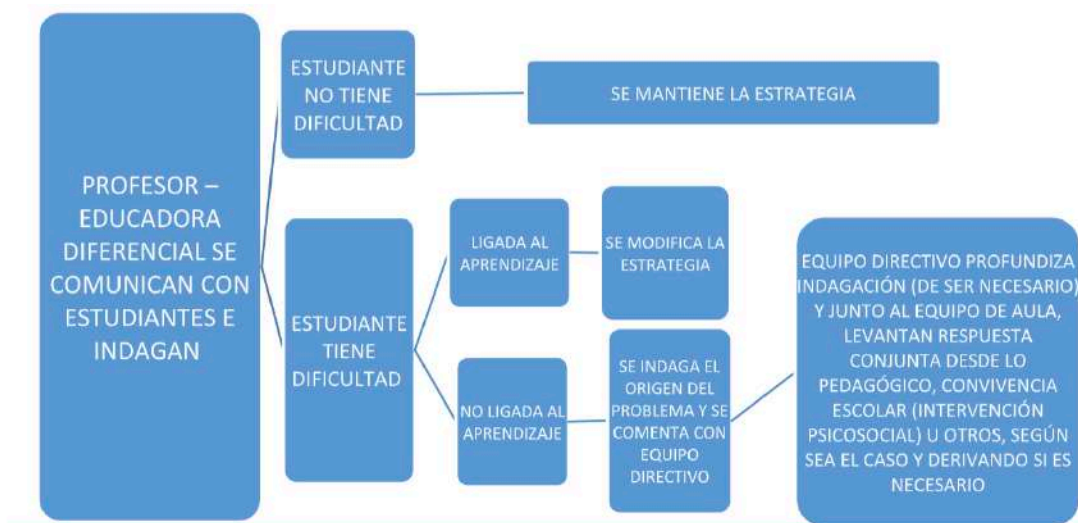 PROFESOR –
EDUCADORA
DIFERENCIAL SE
COMUNICAN CON
ESTUDIANTES E
INDAGAN
ESTUDIANTE
NO TIENE
DIFICULTAD
SE MANTIENE LA ESTRATEGIA
ESTUDIANTE
TIENE
DIFICULTAD
LIGADA AL
APRENDIZAJE
SE MODIFICA LA
ESTRATEGIA
NO LIGADA AL
APRENDIZAJE
SE INDAGA EL
ORIGEN DEL
PROBLEMA Y SE
COMENTA CON
EQUIPO
DIRECTIVO
EQUIPO DIRECTIVO PROFUNDIZA
INDAGACIÓN (DE SER NECESARIO)
Y JUNTO AL EQUIPO DE AULA,
LEVANTAN RESPUESTA
CONJUNTA DESDE LO
PEDAGÓGICO, CONVIVENCIA
ESCOLAR (INTERVENCIÓN
PSICOSOCIAL) U OTROS, SEGÚN
SEA EL CASO Y DERIVANDO SI ES
NECESARIO